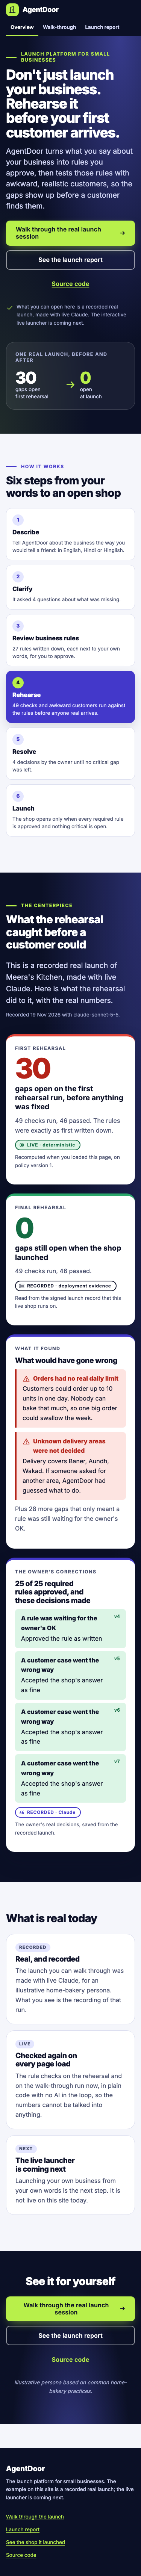 AgentDoor
Overview Walk-through Launch report
LAUNCH PLATFORM FOR SMALL
BUSINESSES
Don't just launch
your business.
Rehearse it
before your first
customer arrives.
AgentDoor turns what you say about
your business into rules you
approve, then tests those rules with
awkward, realistic customers, so the
shop opens after a customer
finds them.
Walk through the real launch
session →
See the launch report
Source code
What you can open here is a recorded real
launch, made with live Claude. The interactive
live launcher is coming next.
ONE REAL LAUNCH, BEFORE AND
AFTER
30 → 0
gaps open open
first rehearsal at launch
HOW IT WORKS
Six steps from your
words to an open shop
1
Describe
Tell AgentDoor about the business the way you
would tell a friend: in English, Hindi or Hinglish.
2
Clarify
It asked 4 questions about what was missing.
3
Review business rules
27 rules written down, each next to your own
words, for you to approve.
4
Rehearse
49 checks and awkward customers run against
the rules before anyone real arrives.
5
Resolve
4 decisions by the owner until no critical gap
was left.
6
Launch
The shop opens only when every required rule
is approved and nothing critical is open.
THE CENTERPIECE
What the rehearsal
caught before a
customer could
This is a recorded real launch of
Meera's Kitchen, made with live
Claude. Here is what the rehearsal
did to it, with the real numbers.
Recorded 19 Nov 2026 with claude-sonnet-5-5.
FIRST REHEARSAL
30
gaps open on the first
rehearsal run, before anything
was fixed
49 checks run, 46 passed. The rules
were exactly as first written down.
LIVE · deterministic
Recomputed when you loaded this page, on
policy version 1.
FINAL REHEARSAL
0
gaps still open when the shop
launched
49 checks run, 46 passed.
RECORDED · deployment evidence
Read from the signed launch record that this
live shop runs on.
WHAT IT FOUND
What would have gone wrong
Orders had no real daily limit
Customers could order up to 10
units in one day. Nobody can
bake that much, so one big order
could swallow the week.
Unknown delivery areas
were not decided
Delivery covers Baner, Aundh,
Wakad. If someone asked for
another area, AgentDoor had
guessed what to do.
Plus 28 more gaps that only meant a
rule was still waiting for the owner's
OK.
THE OWNER'S CORRECTIONS
25 of 25 required
rules approved, and
these decisions made
A rule was waiting for the v4
owner's OK
Approved the rule as written
A customer case went the v5
wrong way
Accepted the shop's answer
as fine
A customer case went the v6
wrong way
Accepted the shop's answer
as fine
A customer case went the v7
wrong way
Accepted the shop's answer
as fine
RECORDED · Claude
The owner's real decisions, saved from the
recorded launch.
What is real today
RECORDED
Real, and recorded
The launch you can walk through was
made with live Claude, for an
illustrative home-bakery persona.
What you see is the recording of that
run.
LIVE
Checked again on
every page load
The rule checks on the rehearsal and
on the walk-through run now, in plain
code with no AI in the loop, so the
numbers cannot be talked into
anything.
NEXT
The live launcher
is coming next
Launching your own business from
your own words is the next step. It is
not live on this site today.
See it for yourself
Walk through the real launch
session →
See the launch report
Source code
Illustrative persona based on common home-
bakery practices.
AgentDoor
The launch platform for small businesses. The
example on this site is a recorded real launch; the live
launcher is coming next.
Walk through the launch
Launch report
See the shop it launched
Source code